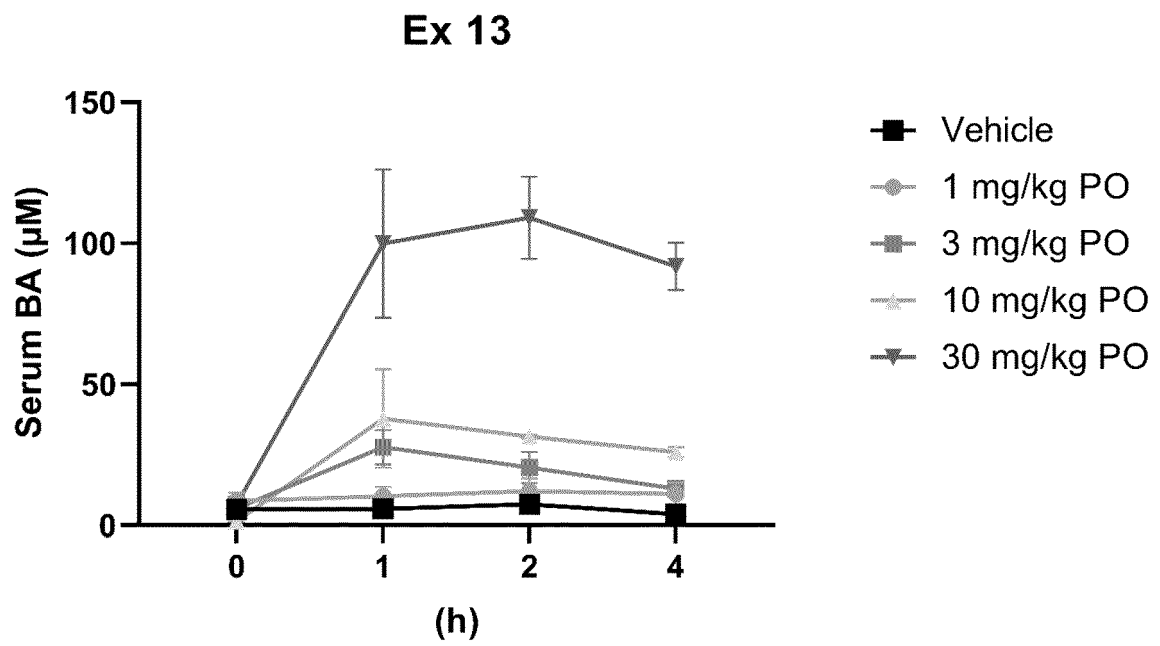 Ex 13
150
100
50
0
Serum BA (µM)
0 1 2 4
(h)
Vehicle
1 mg/kg PO
3 mg/kg PO
10 mg/kg PO
30 mg/kg PO